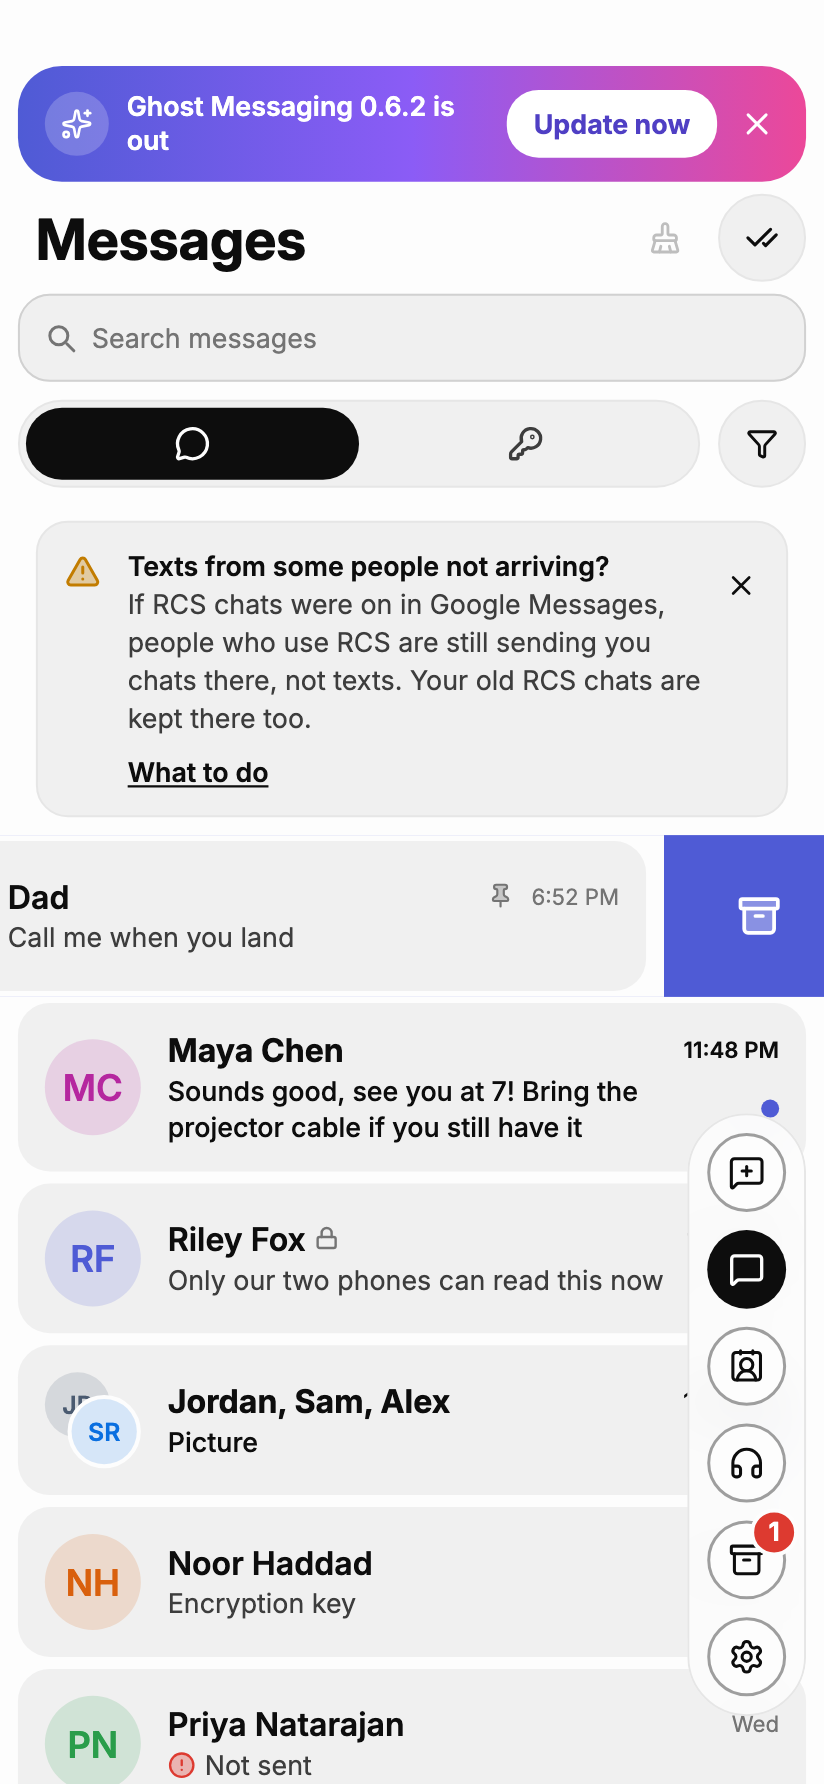 Ghost Messaging 0.6.2 is
out
Update now
Messages
Search messages
Texts from some people not arriving?
If RCS chats were on in Google Messages,
people who use RCS are still sending you
chats there, not texts. Your old RCS chats are
kept there too.
What to do
Dad
6:52 PM
Call me when you land
MC
Maya Chen
11:48 PM
Sounds good, see you at 7! Bring the
projector cable if you still have it
RF
Riley Fox
Only our two phones can read this now
SR
Jordan, Sam, Alex
Picture
NH
Noor Haddad
Encryption key
1
PN
Priya Natarajan
Wed
Not sent